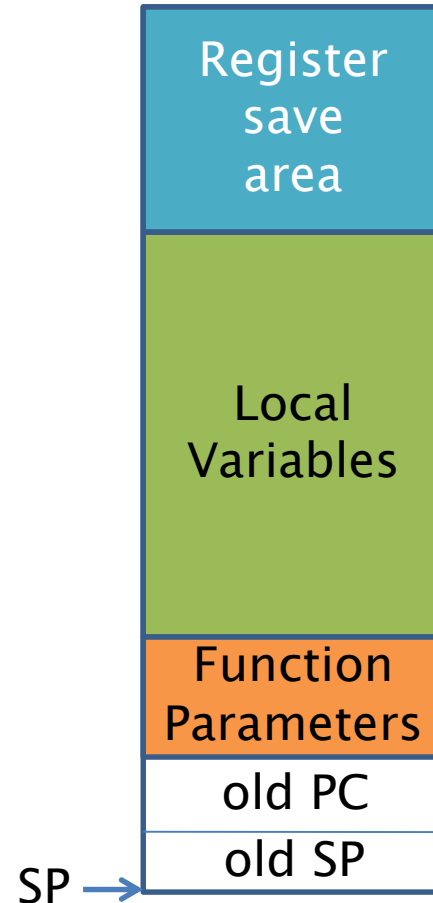 Register
save
area
Local
Variables
Function
Parameters
old PC
old SP
SP